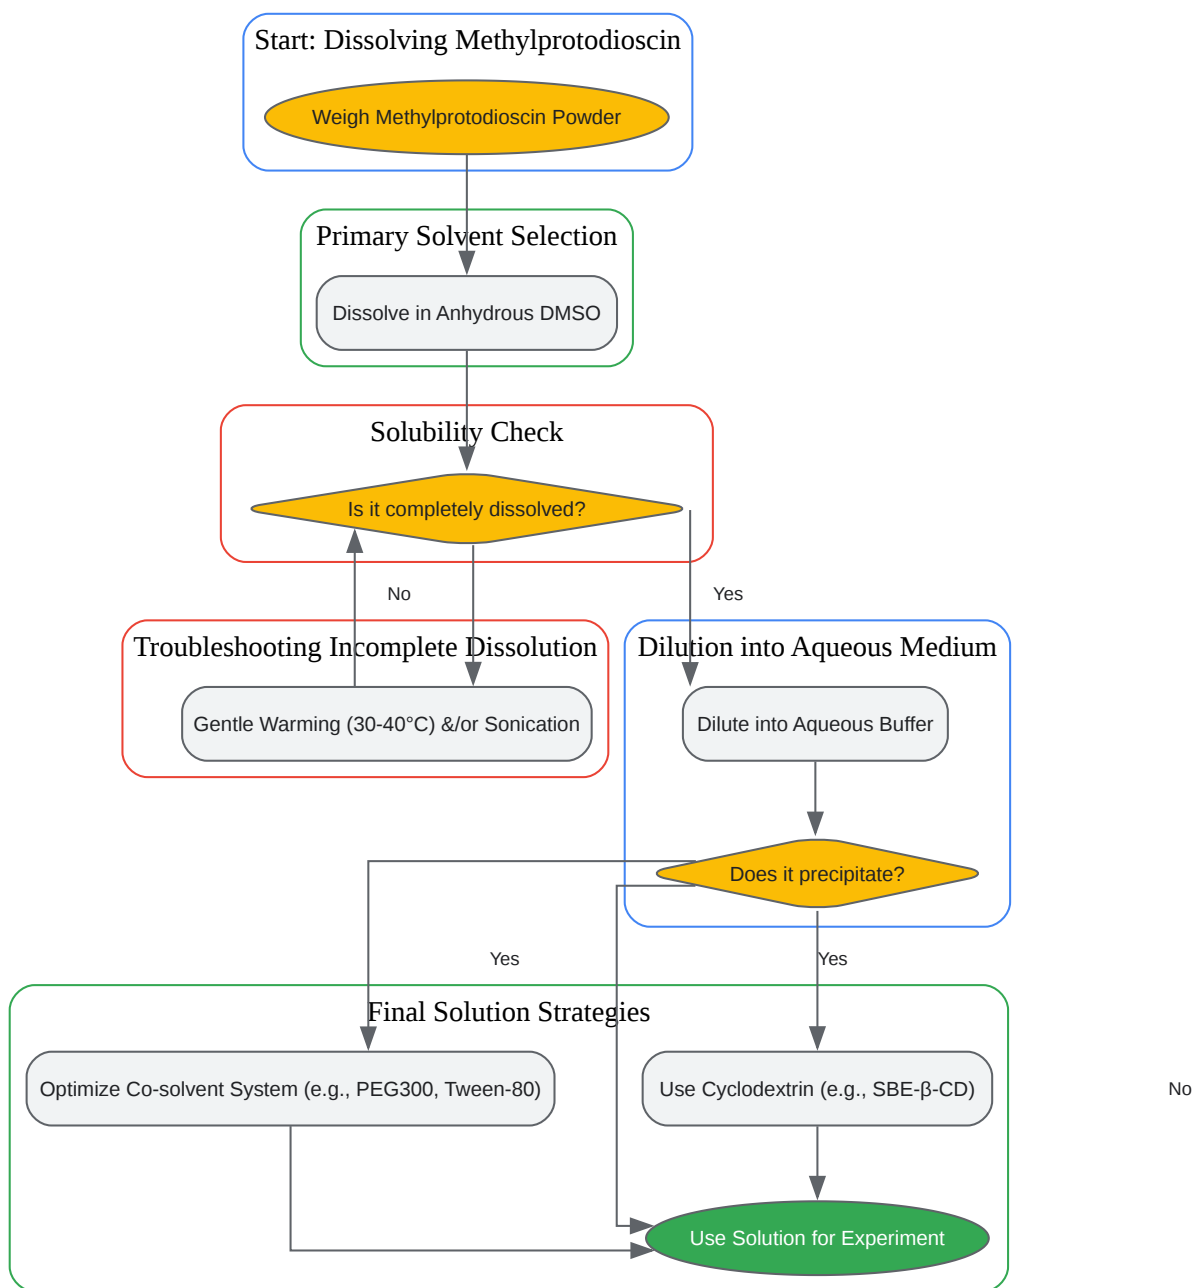 Start: Dissolving Methylprotodioscin
Weigh Methylprotodioscin Powder
Primary Solvent Selection
Dissolve in Anhydrous DMSO
Solubility Check
Is it completely dissolved?
No
Yes
Troubleshooting Incomplete Dissolution
Dilution into Aqueous Medium
Gentle Warming (30-40°C) &/or Sonication
Dilute into Aqueous Buffer
Does it precipitate?
Yes
Yes
Final Solution Strategies
Optimize Co-solvent System (e.g., PEG300, Tween-80)
Use Cyclodextrin (e.g., SBE-β-CD)
No
Use Solution for Experiment